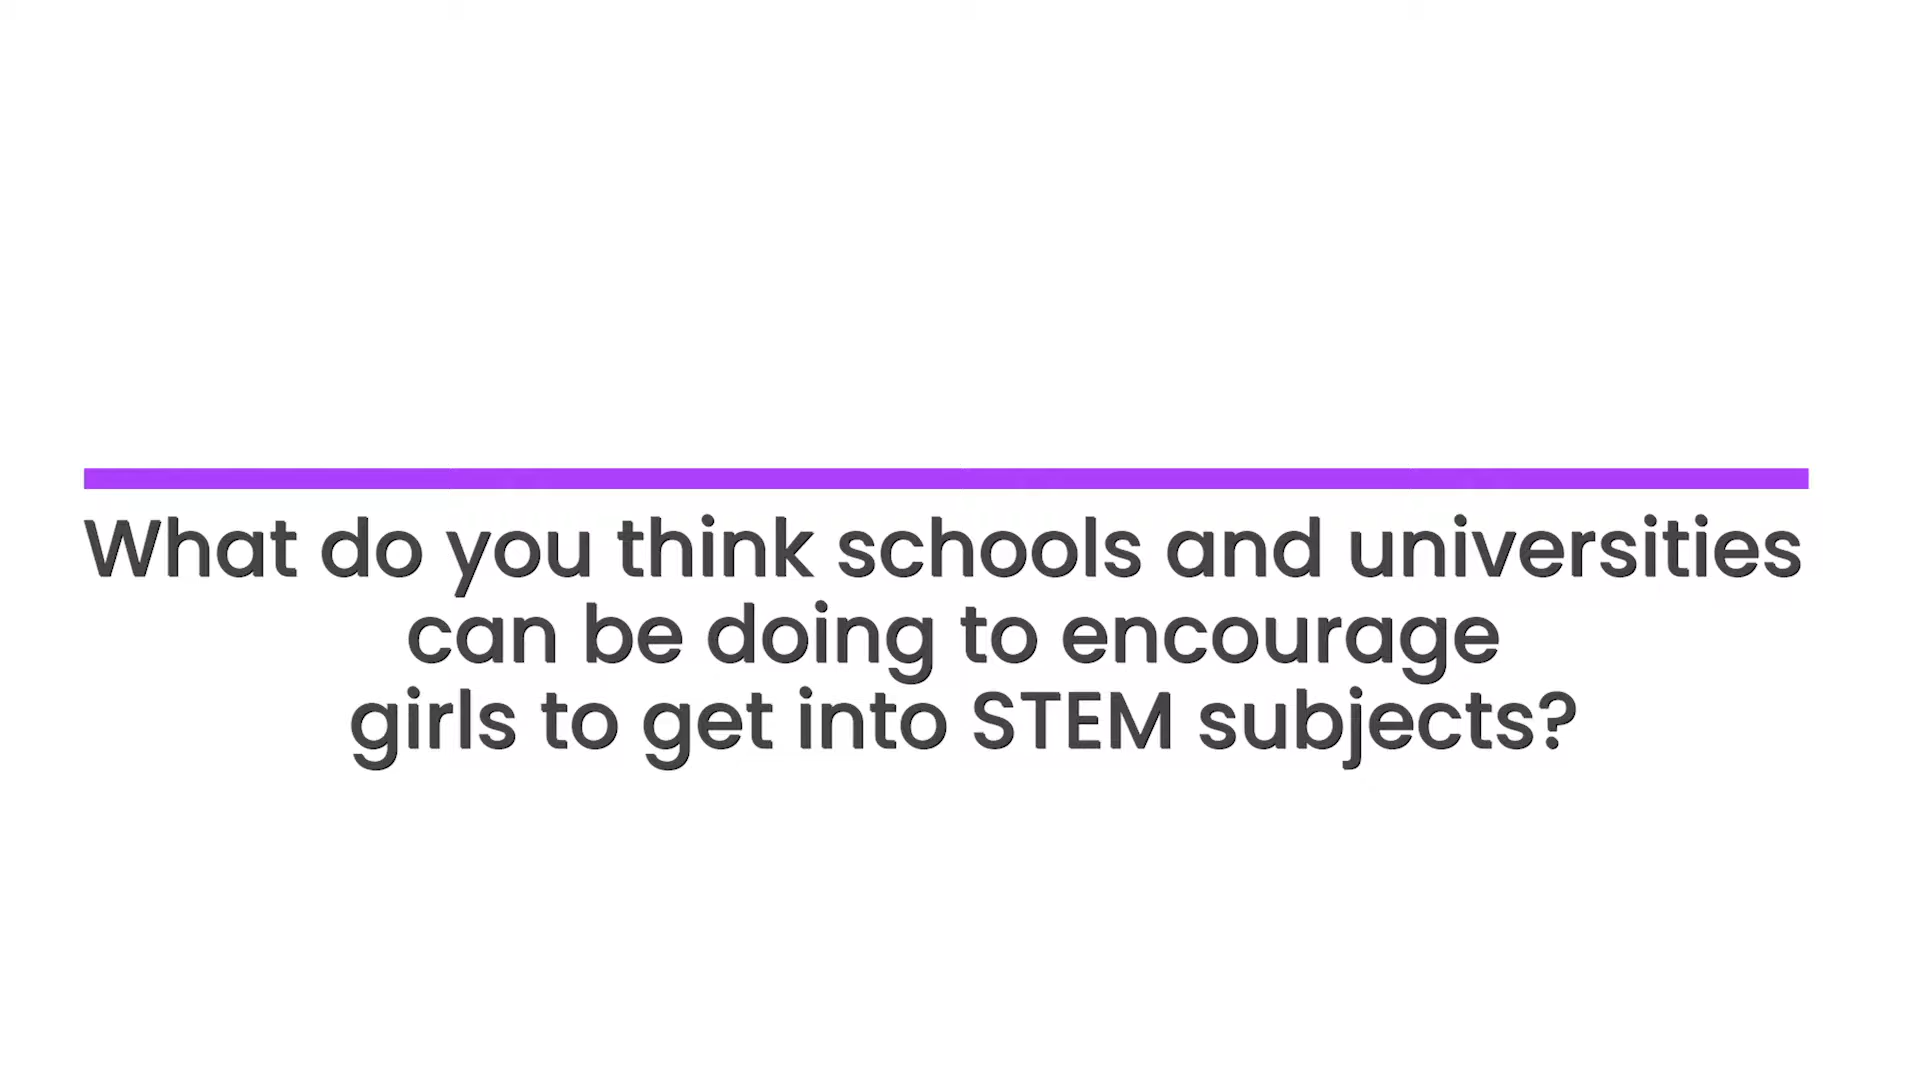 What do you think schools and universities
can be doing to encourage
girls to get into STEM subjects?